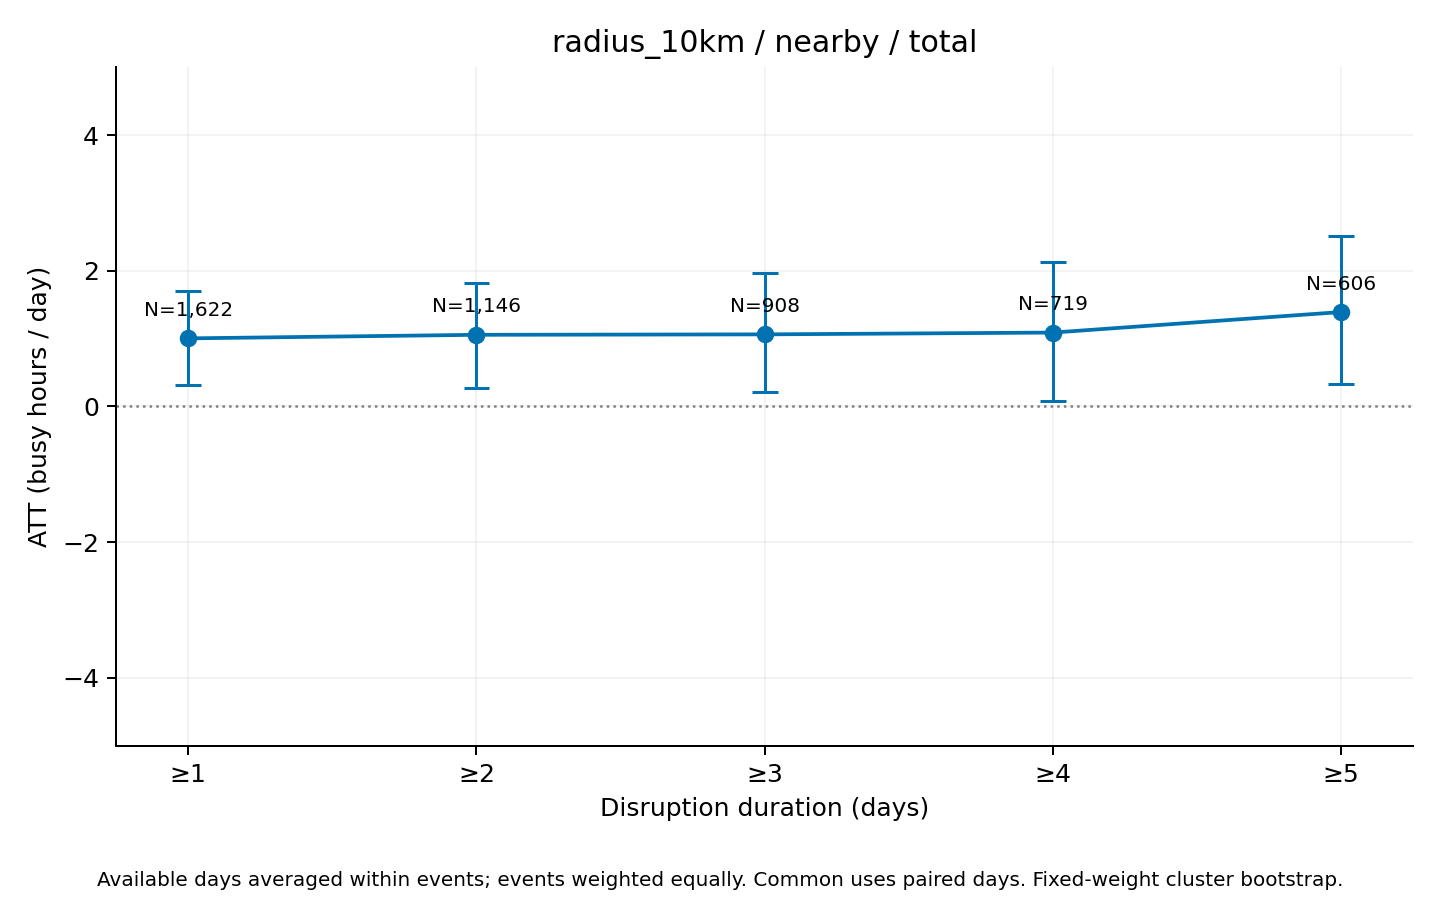 radius_10km / nearby / total
ATT (busy hours / day)
4
2
0
−2
−4
N=1,622
N=1,146
N=908
N=719
N=606
≥1
≥2
≥3
≥4
≥5
Disruption duration (days)
Available days averaged within events; events weighted equally. Common uses paired days. Fixed-weight cluster bootstrap.